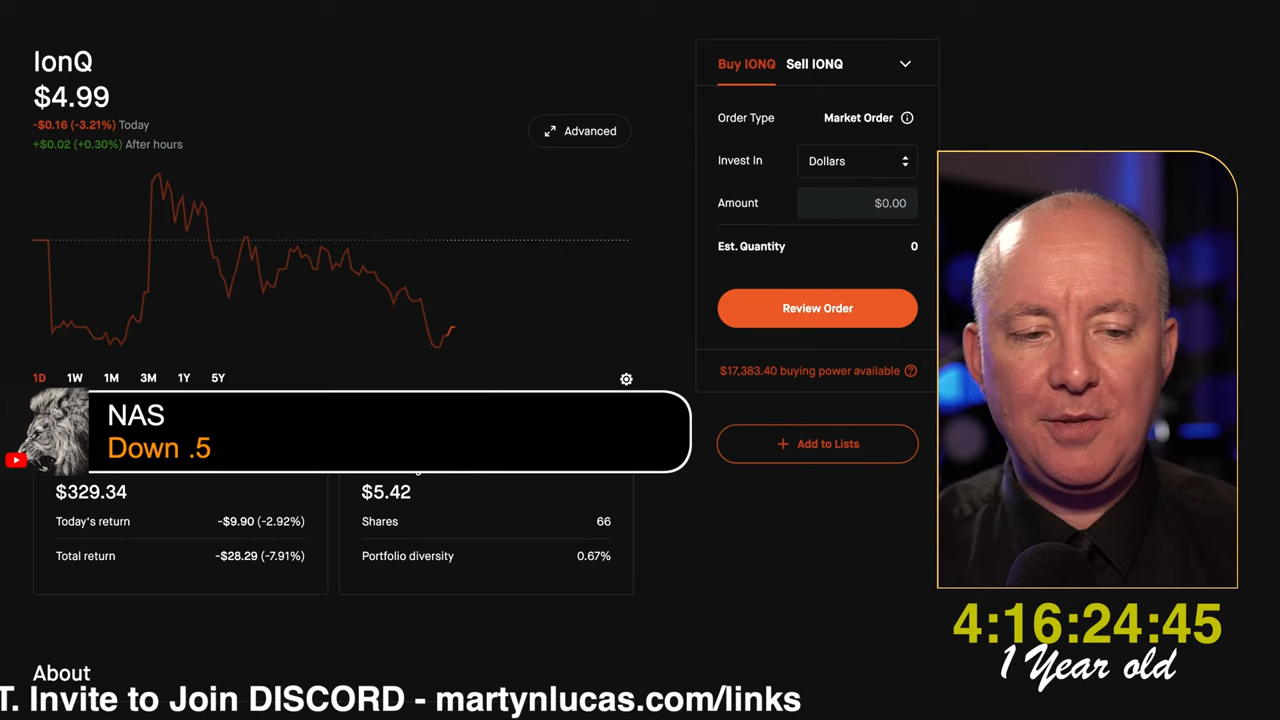 IonQ
$4.99
-$0.16 (-3.21%) Today
+$0.02 (+0.30%) After hours
Advanced
1D 1W 1M 3M 1Y 5Y
NAS
Down .5
$329.34
Today's return -$9.90 (-2.92%)
Total return -$28.29 (-7.91%)
$5.42
Shares 66
Portfolio diversity 0.67%
About
Buy IONQ Sell IONQ
Order Type Market Order
Invest In Dollars
Amount $0.00
Est. Quantity 0
Review Order
$17,383.40 buying power available
+ Add to Lists
4:16:24:45
1 Year old
T. Invite to Join DISCORD - martynlucas.com/links